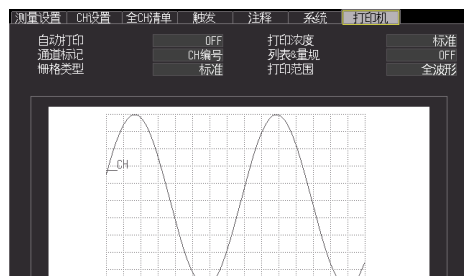 测量设置 CH设置 全CH清单 触发 注释 系统 打印机
自动打印 OFF 打印浓度 标准
通道标记 CH编号 列表&量规 OFF
栅格类型 标准 打印范围 全波形
CH